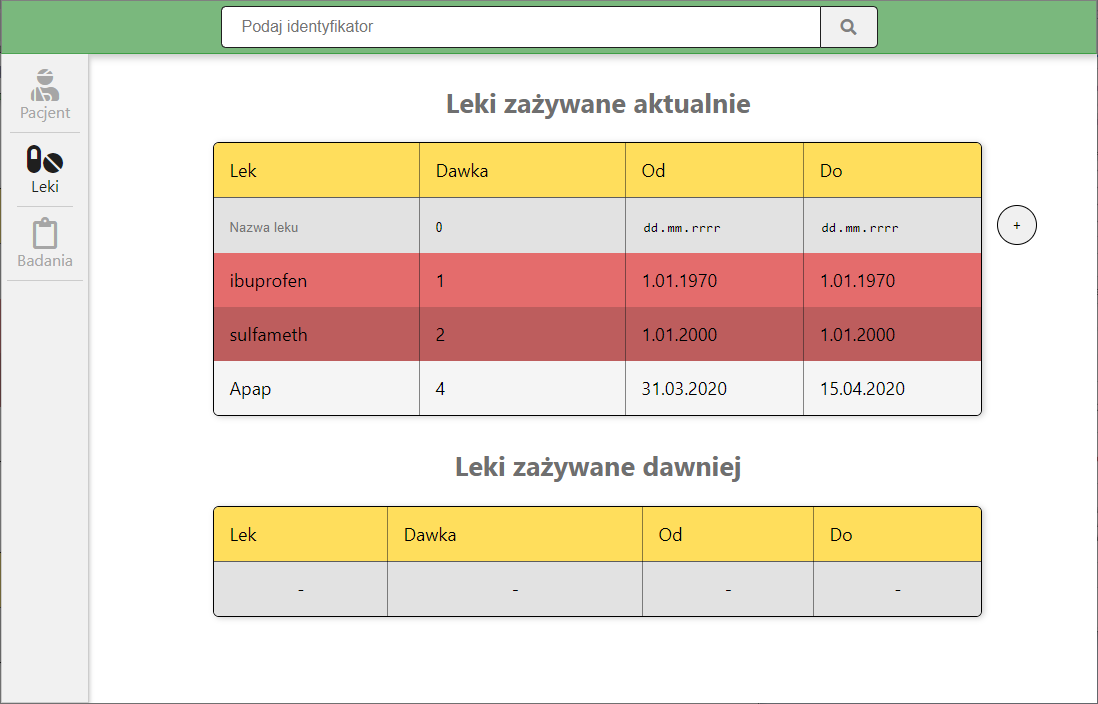 Podaj identyfikator
Pacjent
Leki
Badania
Leki zażywane aktualnie
Lek Dawka Od Do
Nazwa leku 0 dd.mm.rrrr dd.mm.rrrr
+
ibuprofen 1 1.01.1970 1.01.1970
sulfameth 2 1.01.2000 1.01.2000
Apap 4 31.03.2020 15.04.2020
Leki zażywane dawniej
Lek Dawka Od Do
- - - -